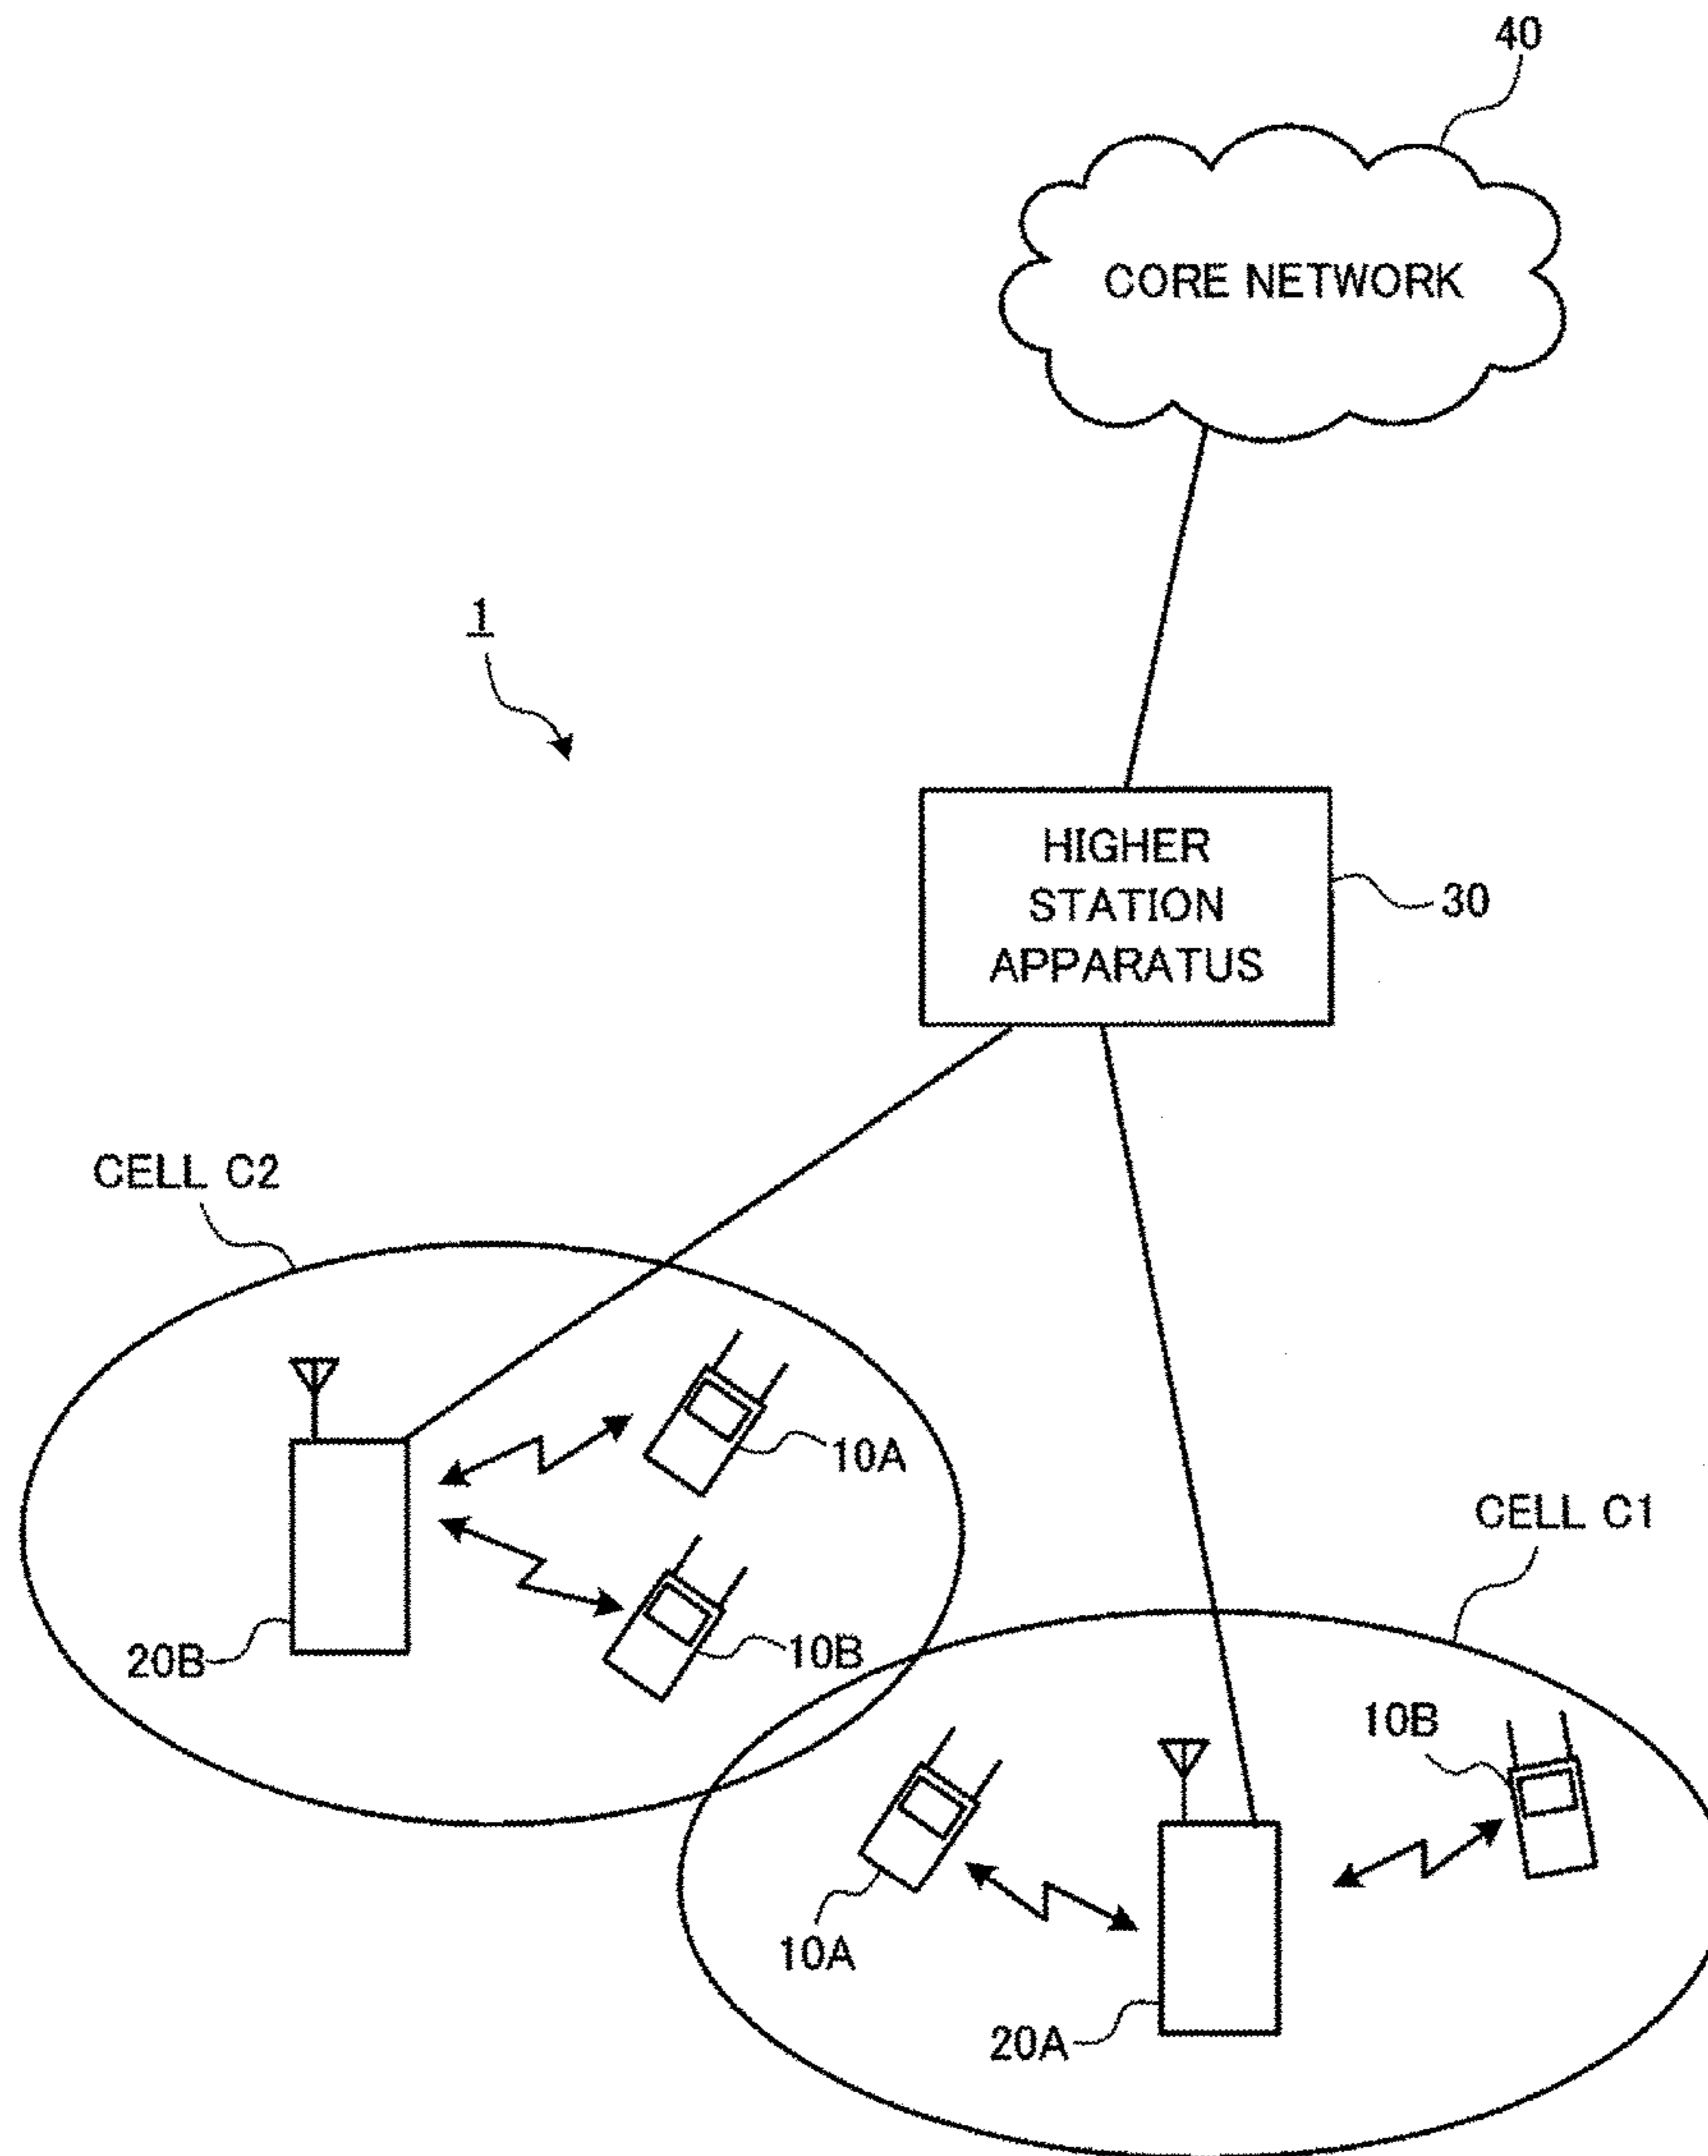 40
CORE NETWORK
1
HIGHER
STATION
APPARATUS
30
CELL C2
10A
CELL C1
20B
10B
10B
10A
20A